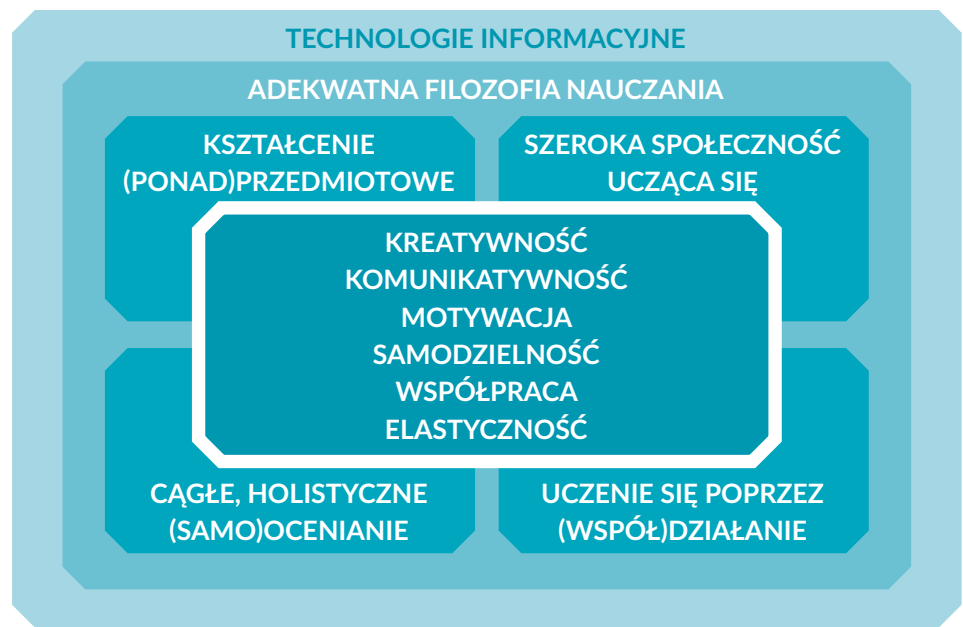 TECHNOLOGIE INFORMACYJNE
ADEKWATNA FILOZOFIA NAUCZANIA
KSZTAŁCENIE
(PONAD)PRZEDMIOTOWE
SZEROKA SPOŁECZNOŚĆ
UCZĄCA SIĘ
KREATYWNOŚĆ
KOMUNIKATYWNOŚĆ
MOTYWACJA
SAMODZIELNOŚĆ
WSPÓŁPRACA
ELASTYCZNOŚĆ
CĄGŁE, HOLISTYCZNE
(SAMO)OCENIANIE
UCZENIE SIĘ POPRZEZ
(WSPÓŁ)DZIAŁANIE